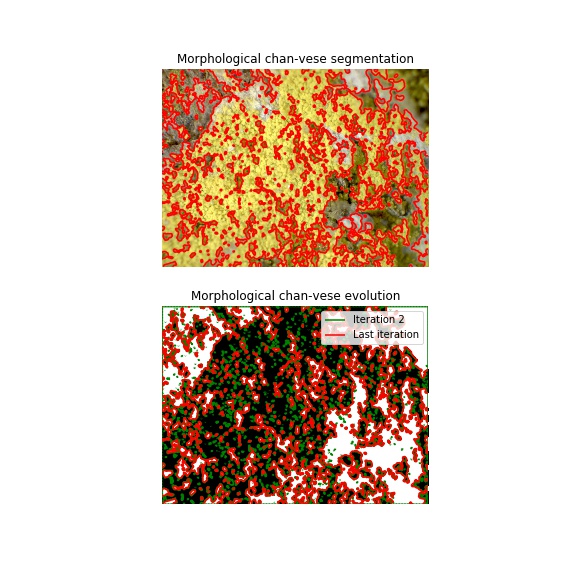 Morphological chan-vese segmentation
Morphological chan-vese evolution
Iteration 2
Last iteration